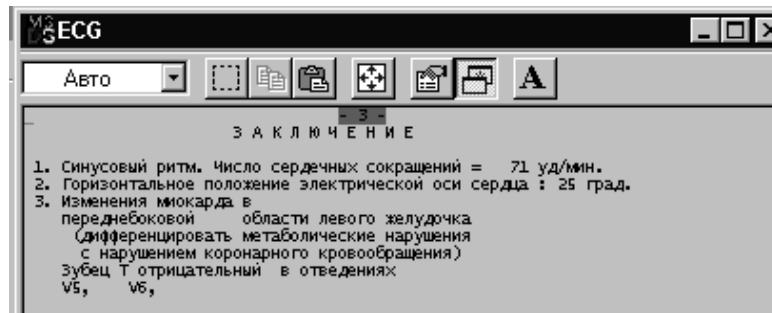 ECG
Авто
A
- 3 -
З А К Л Ю Ч Е Н И Е
1. Синусовый ритм. Число сердечных сокращений = 71 уд/мин.
2. Горизонтальное положение электрической оси сердца : 25 град.
3. Изменения миокарда в
переднебоковой области левого желудочка
(дифференцировать метаболические нарушения
с нарушением коронарного кровообращения)
Зубец Т отрицательный в отведениях
V5, V6,